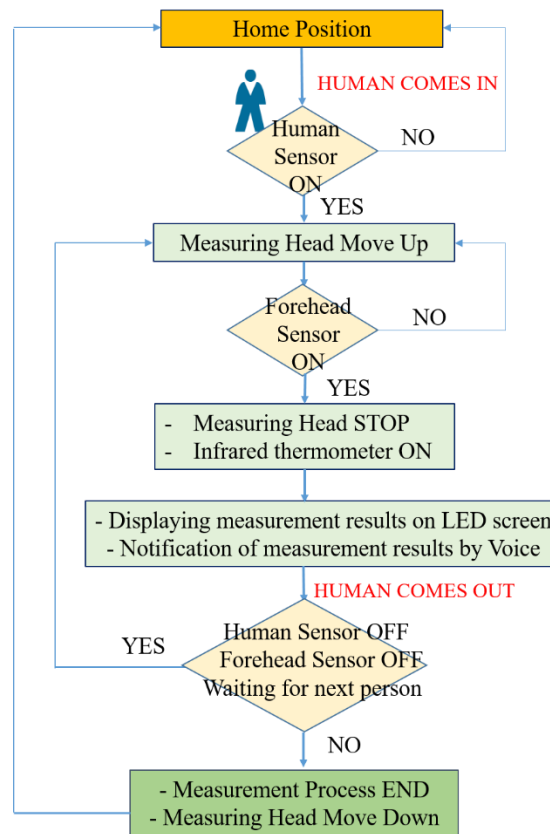 Home Position
HUMAN COMES IN
Human
Sensor
ON
NO
YES
Measuring Head Move Up
Forehead
Sensor
ON
NO
YES
- Measuring Head STOP
- Infrared thermometer ON
- Displaying measurement results on LED screen
- Notification of measurement results by Voice
HUMAN COMES OUT
Human Sensor OFF
Forehead Sensor OFF
Waiting for next person
YES
NO
- Measurement Process END
- Measuring Head Move Down